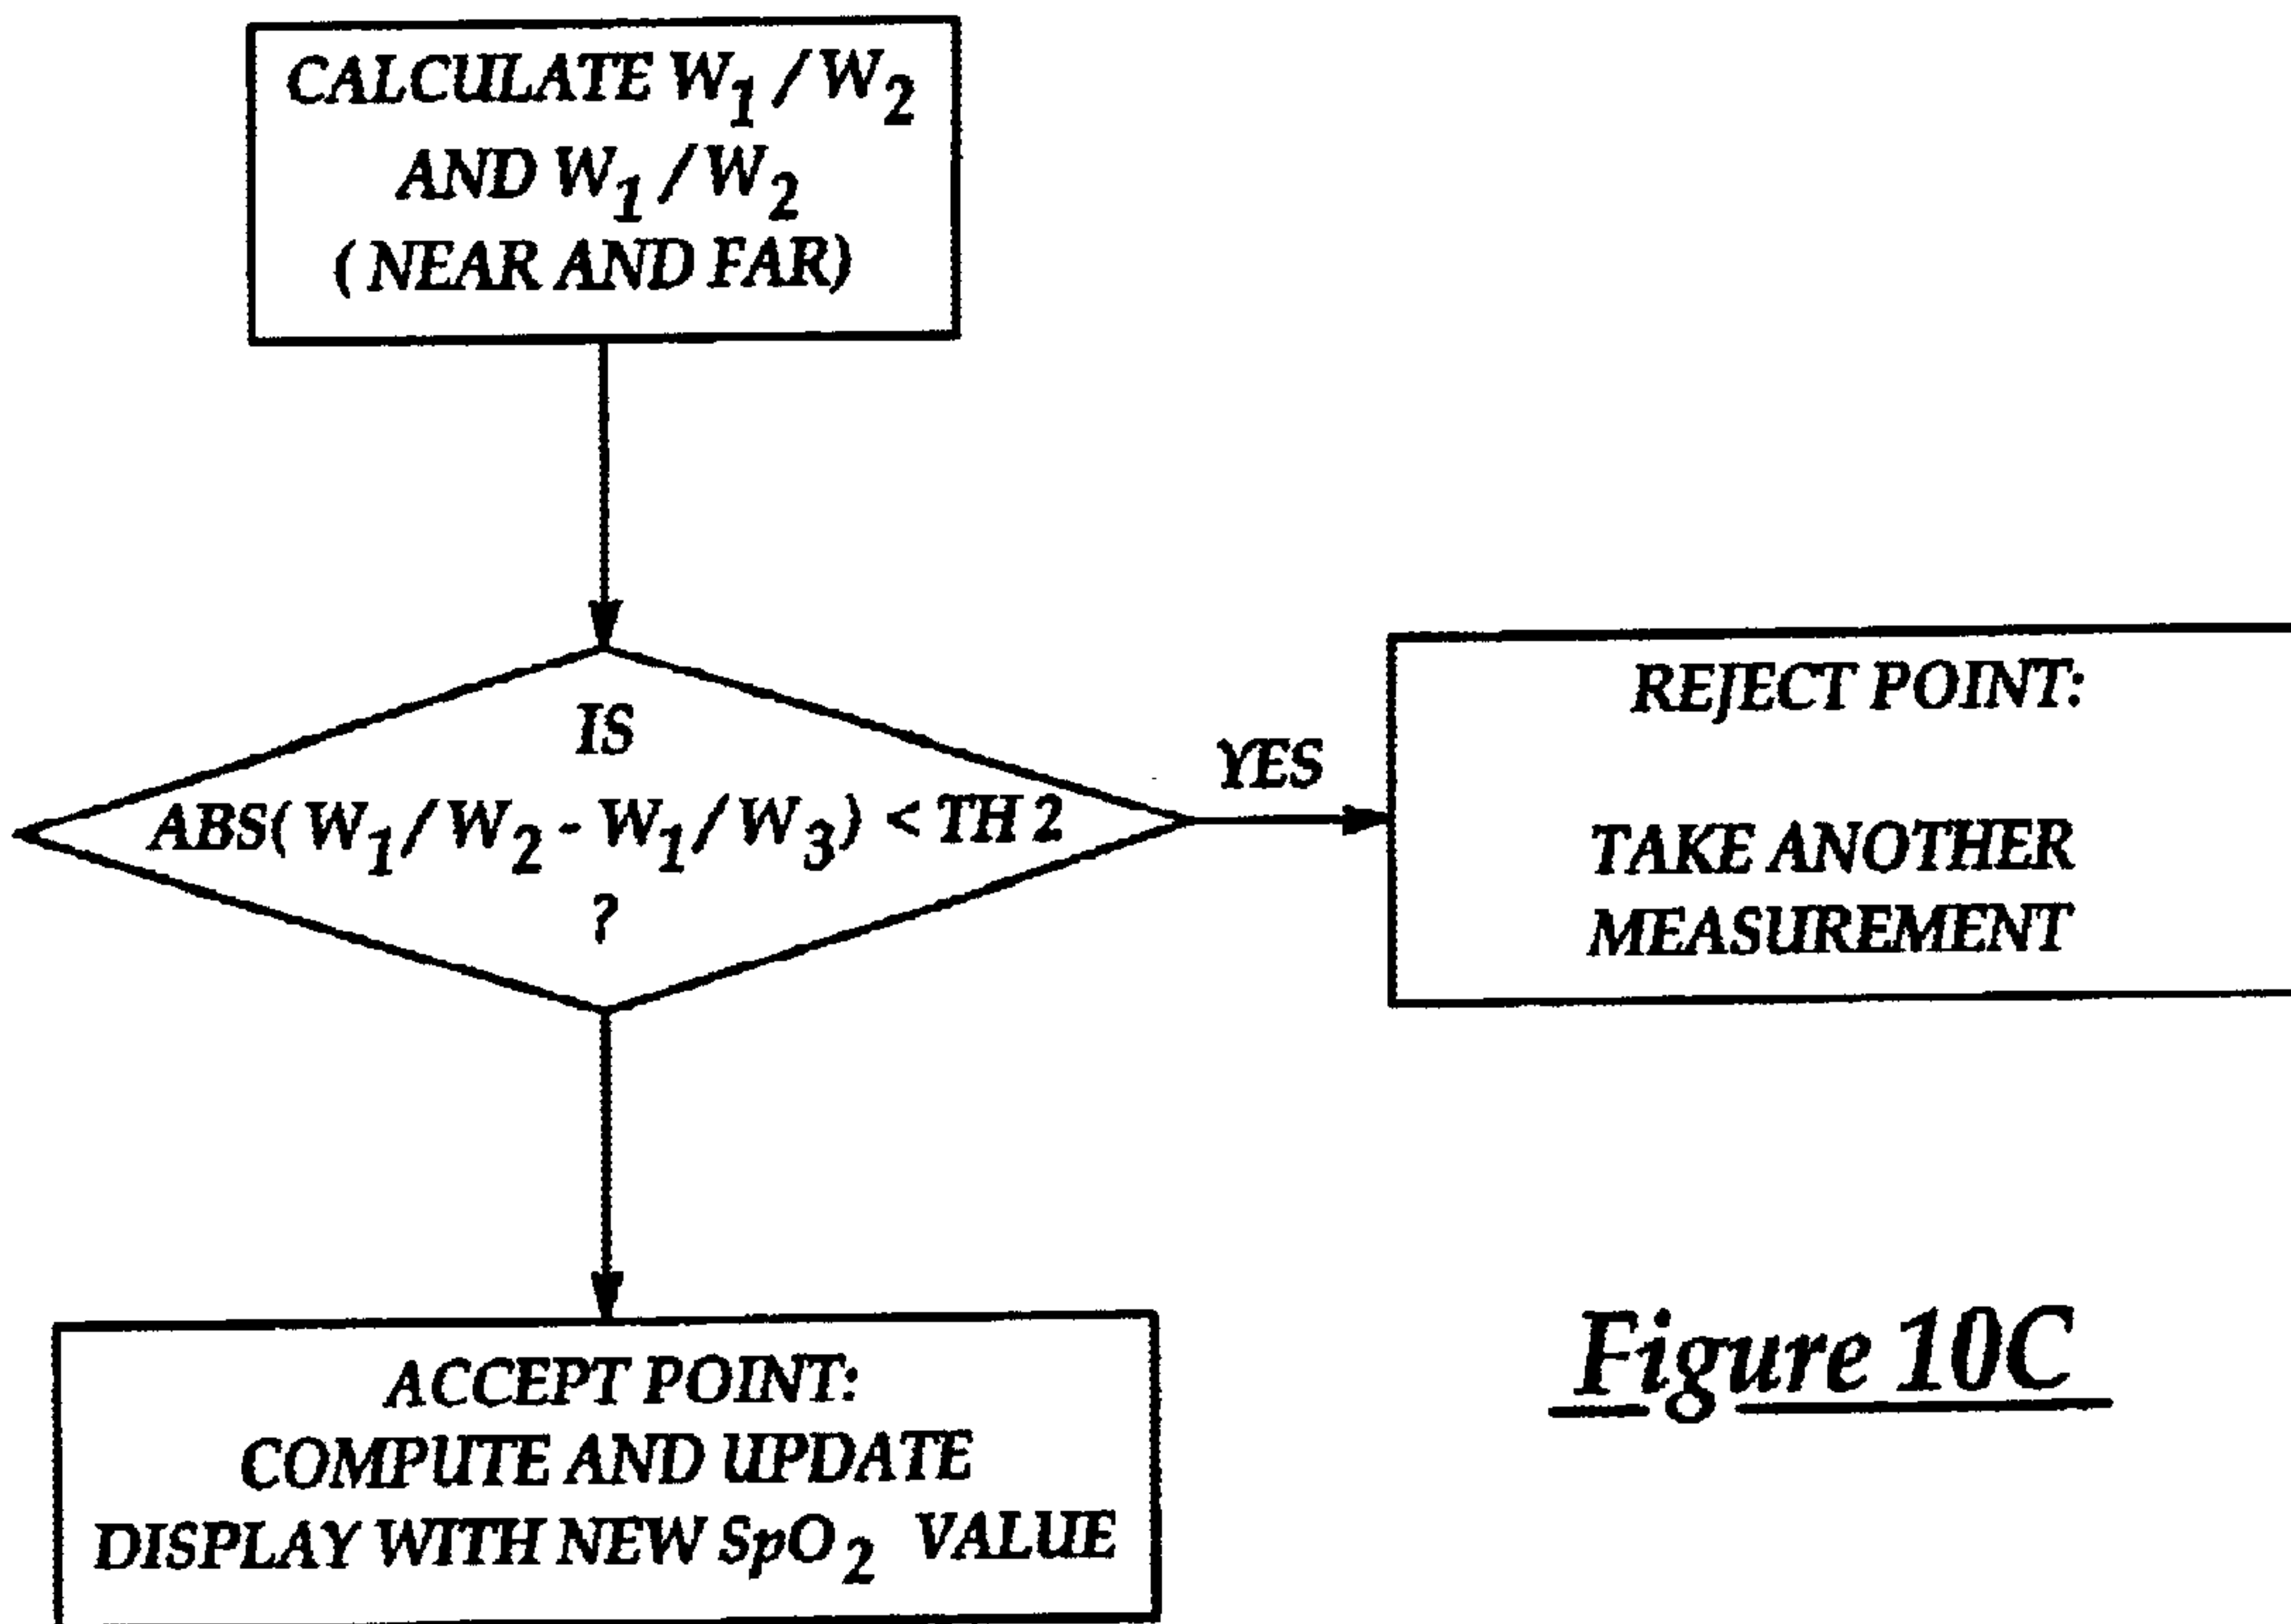 CALCULATE W₁/W₂
AND W₁/W₂
(NEAR AND FAR)
IS
ABS(W₁/W₂ - W₁/W₃) < TH 2
?
YES
REJECT POINT:
TAKE ANOTHER
MEASUREMENT
ACCEPT POINT:
COMPUTE AND UPDATE
DISPLAY WITH NEW SpO₂ VALUE
Figure 10C